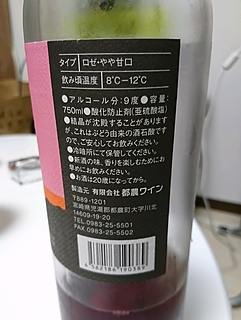 タイプ ロゼ・やや甘口
飲み頃温度 8℃−12℃
●アルコール分:9度●容量:
750ml●酸化防止剤(亜硫酸塩)
●結晶が沈殿することがあります
が、これはぶどう由来の酒石酸です
ので、ご安心してお飲みください。
●冷暗所にて保管してください。
●新酒の味、香りを楽しむためにお
早めにお飲みください。
●お酒は20歳になってから。
製造元 有限会社 都農ワイン
〒889-1201
宮崎県児湯郡都農町大字川北
14609-19-20
TEL.0983-25-5501
FAX.0983-25-5502
4562186190389